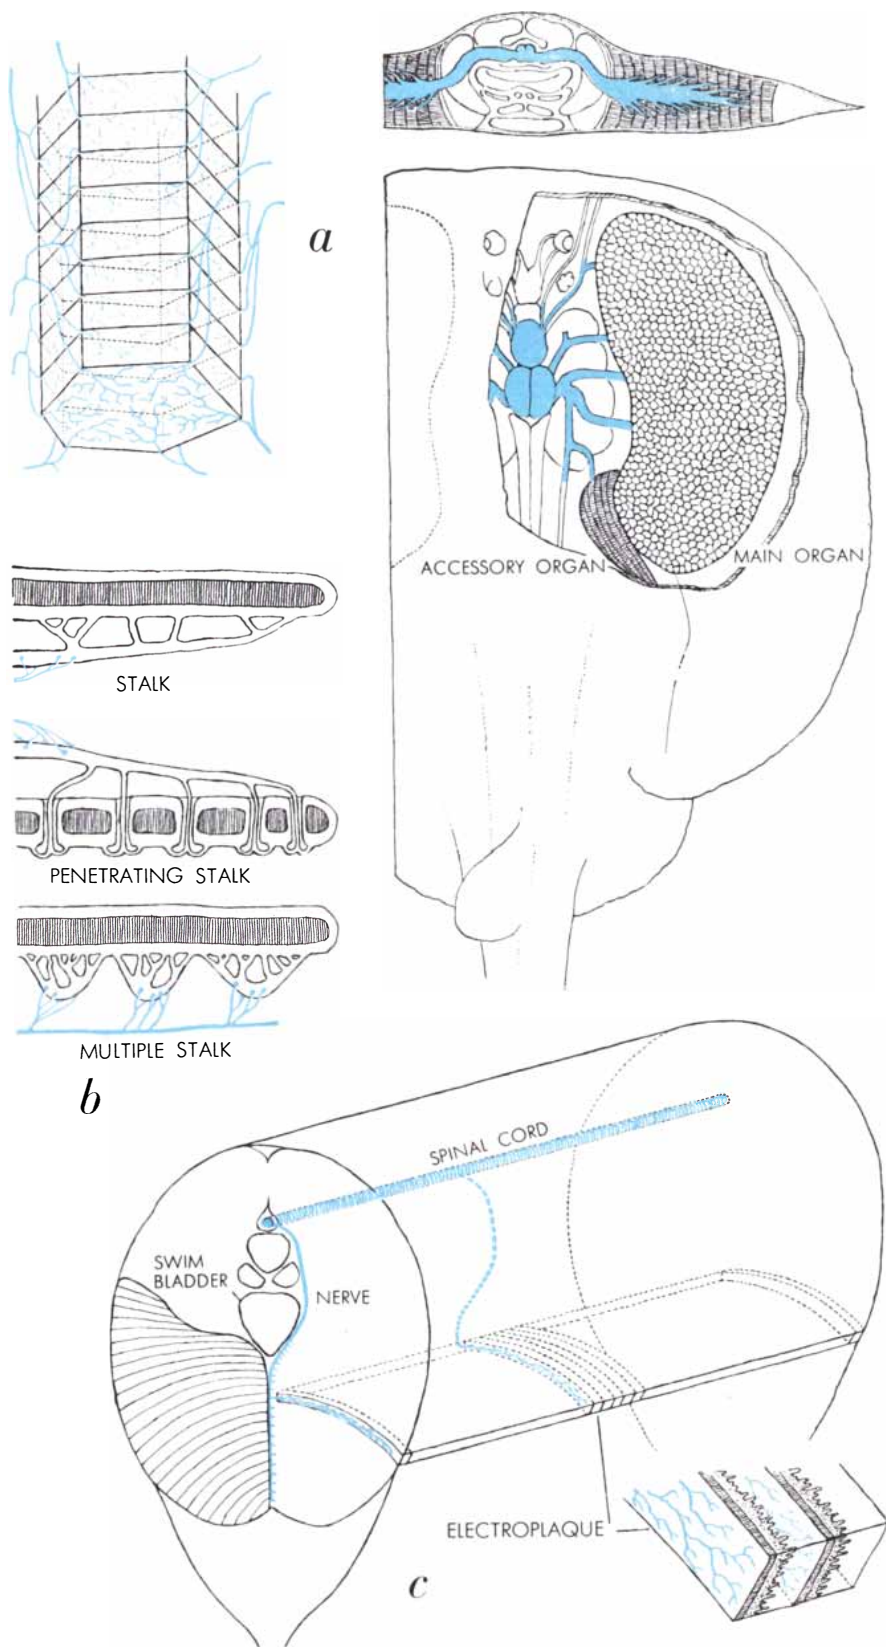 a
ACCESSORY ORGAN
MAIN ORGAN
STALK
PENETRATING STALK
MULTIPLE STALK
b
SPINAL CORD
SWIM
BLADDER
NERVE
ELECTROPLAQUE
c